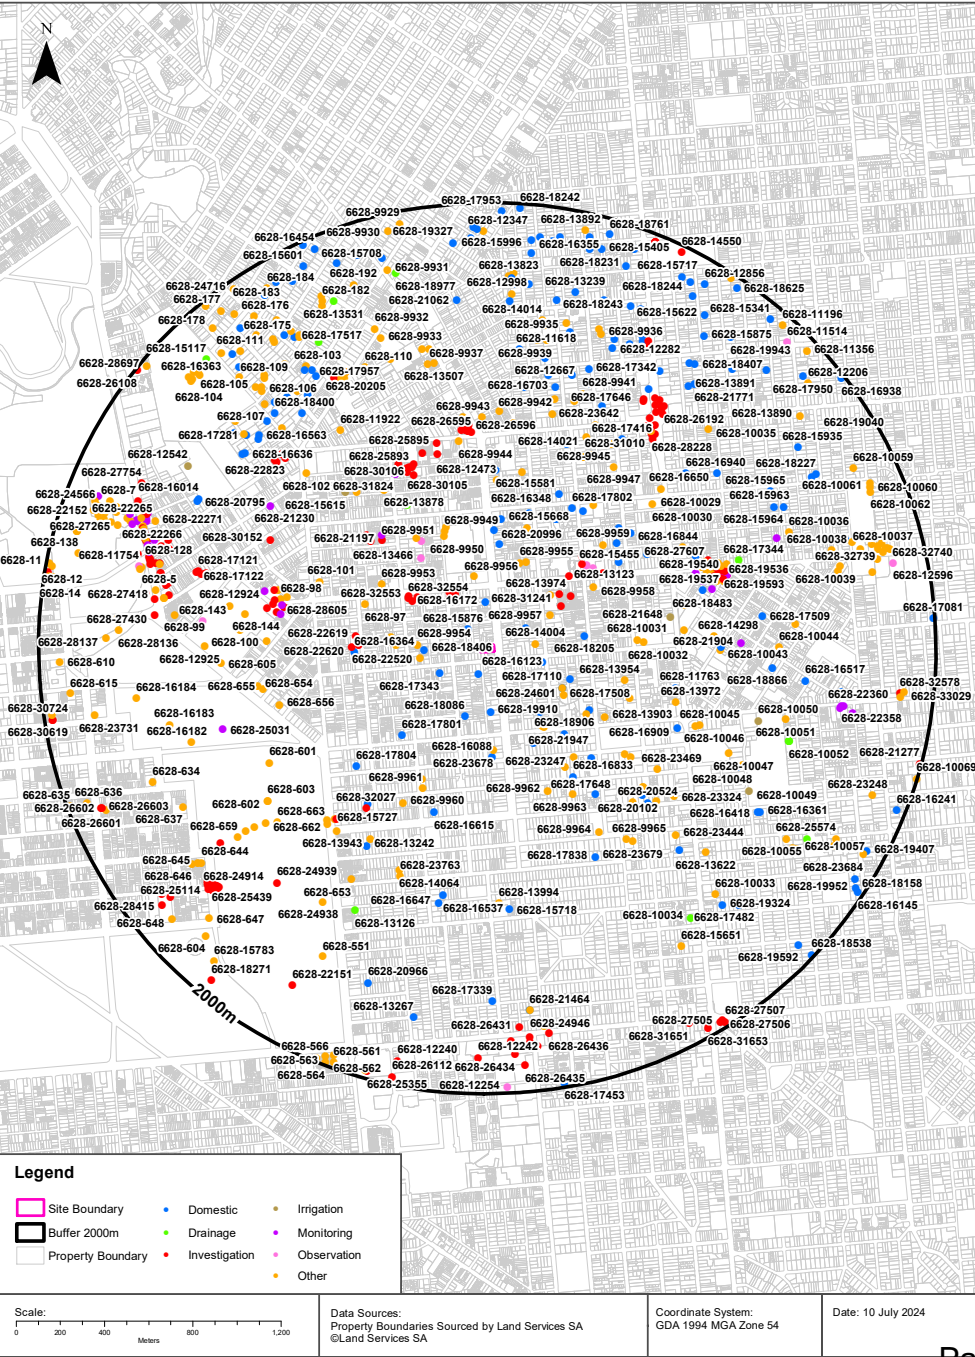 N
6628-17953 6628-18242
6628-9929 6628-12347 6628-13892
6628-9930 6628-19327 6628-18761
6628-16454 6628-15996 6628-16355 6628-15405 6628-14550
6628-15601 6628-15708
6628-192 6628-9931 6628-13823 6628-18231 6628-15717
6628-184 6628-12998 6628-13239 6628-12856
6628-24716 6628-183 6628-182 6628-18977 6628-18244 6628-18625
6628-177 6628-176 6628-21062 6628-18243
6628-178 6628-13531 6628-9932 6628-14014 6628-15622 6628-15341 6628-11196
6628-175 6628-9935 6628-9936 6628-11514
6628-111 6628-17517 6628-9933 6628-11618 6628-15875
6628-15117 6628-103 6628-110 6628-9937 6628-9939 6628-12282 6628-19943 6628-11356
6628-28697 6628-16363 6628-109 6628-17957 6628-13507 6628-12667 6628-17342 6628-18407 6628-12206
6628-26108 6628-105 6628-106 6628-20205 6628-16703 6628-9941 6628-13891 6628-17950 6628-16938
6628-104 6628-18400 6628-9943 6628-9942 6628-17646 6628-21771
6628-107 6628-11922 6628-26595 6628-26596 6628-23642 6628-26192 6628-13890 6628-19040
6628-17281 6628-16563 6628-25895 6628-14021 6628-17416 6628-31010 6628-10035 6628-15935
6628-12542 6628-16636 6628-25893 6628-9944 6628-9945 6628-28228
6628-27754 6628-22823 6628-30106 6628-12473 6628-16940 6628-18227 6628-10059
6628-24566 6628-7 6628-16014 6628-102 6628-31824 6628-30105 6628-15581 6628-9947 6628-16650 6628-15965 6628-10061 6628-10060
6628-22152 6628-22265 6628-20795 6628-15615 6628-13878 6628-16348 6628-17802 6628-10029 6628-15963 6628-10062
6628-27265 6628-22271 6628-21230 6628-9949 6628-15668 6628-10030 6628-15964 6628-10036
6628-138 6628-22266 6628-30152 6628-21197 6628-9951 6628-20996 6628-9959 6628-16844 6628-10038 6628-10037
6628-11 6628-11754 6628-128 6628-17121 6628-13466 6628-9950 6628-9955 6628-15455 6628-27607 6628-17344 6628-32739 6628-32740
6628-12 6628-5 6628-17122 6628-101 6628-9953 6628-9956 6628-13123 6628-19540 6628-19536 6628-10039 6628-12596
6628-14 6628-27418 6628-12924 6628-98 6628-32553 6628-32554 6628-13974 6628-9958 6628-19537 6628-19593
6628-27430 6628-143 6628-28605 6628-97 6628-16172 6628-31241 6628-18483 6628-17081
6628-99 6628-144 6628-15876 6628-9957 6628-21648 6628-14298 6628-17509
6628-28137 6628-28136 6628-100 6628-22619 6628-16364 6628-9954 6628-14004 6628-10031 6628-21904 6628-10044
6628-610 6628-12925 6628-605 6628-22620 6628-22520 6628-18406 6628-16123 6628-18205 6628-10032 6628-10043
6628-615 6628-16184 6628-655 6628-654 6628-17343 6628-17110 6628-13954 6628-11763 6628-18866 6628-16517
6628-30724 6628-16183 6628-656 6628-18086 6628-24601 6628-17508 6628-13972 6628-22360 6628-32578
6628-30619 6628-23731 6628-16182 6628-25031 6628-17801 6628-19910 6628-18906 6628-13903 6628-10045 6628-10050 6628-22358 6628-33029
6628-601 6628-17804 6628-16088 6628-21947 6628-16909 6628-10046 6628-10051
6628-634 6628-23678 6628-23247 6628-16833 6628-23469 6628-10047 6628-10052 6628-21277
6628-635 6628-636 6628-603 6628-9961 6628-9962 6628-17648 6628-20524 6628-10048 6628-10049 6628-23248 6628-10069
6628-26602 6628-26603 6628-602 6628-663 6628-32027 6628-9960 6628-9963 6628-20102 6628-23324 6628-16361 6628-16241
6628-26601 6628-637 6628-659 6628-662 6628-15727 6628-16615 6628-9964 6628-9965 6628-16418 6628-25574
6628-644 6628-13943 6628-13242 6628-17838 6628-23679 6628-23444 6628-10055 6628-10057 6628-19407
6628-645 6628-23763 6628-13622 6628-23684
6628-646 6628-24914 6628-24939 6628-14064 6628-13994 6628-10033 6628-19952 6628-18158
6628-25114 6628-25439 6628-653 6628-16647 6628-16537 6628-15718 6628-19324 6628-16145
6628-28415 6628-24938 6628-13126 6628-10034 6628-17482
6628-648 6628-647 6628-15651
6628-604 6628-15783 6628-551 6628-18538
6628-18271 6628-22151 6628-20966 6628-19592
2000m 6628-17339
6628-13267 6628-21464
6628-26431 6628-24946 6628-27505 6628-27507
6628-566 6628-561 6628-12240 6628-12242 6628-26436 6628-31651 6628-27506
6628-563 6628-562 6628-26112 6628-26434 6628-31653
6628-564 6628-25355 6628-12254 6628-26435
6628-17453
Legend
Site Boundary Domestic Irrigation
Buffer 2000m Drainage Monitoring
Property Boundary Investigation Observation
Other
Scale:
0 200 400 800 1,200
Meters
Data Sources:
Property Boundaries Sourced by Land Services SA
©Land Services SA
Coordinate System:
GDA 1994 MGA Zone 54
Date: 10 July 2024